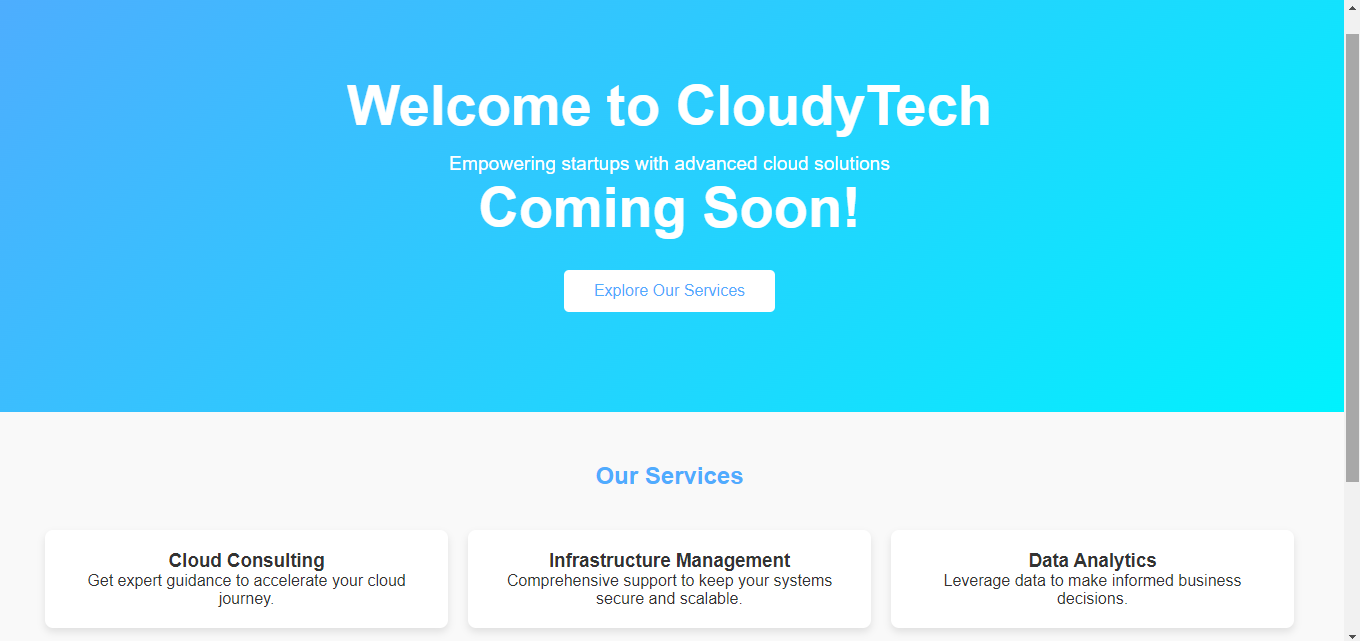 Welcome to CloudyTech
Empowering startups with advanced cloud solutions
Coming Soon!
Explore Our Services
Our Services
Cloud Consulting
Get expert guidance to accelerate your cloud
journey.
Infrastructure Management
Comprehensive support to keep your systems
secure and scalable.
Data Analytics
Leverage data to make informed business
decisions.